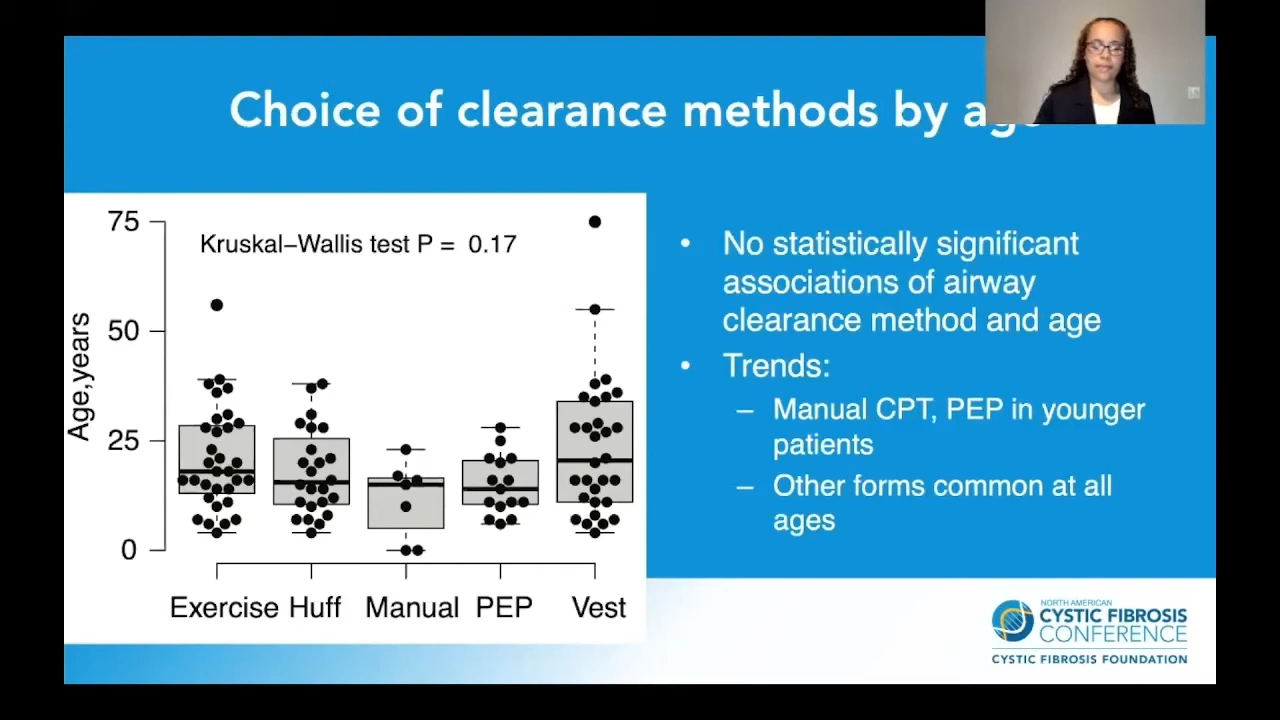 Choice of clearance methods by age
75
50
25
0
Age,years
Kruskal–Wallis test P = 0.17
Exercise Huff Manual PEP Vest
• No statistically significant
associations of airway
clearance method and age
• Trends:
– Manual CPT, PEP in younger
patients
– Other forms common at all
ages
NORTH AMERICAN
CYSTIC FIBROSIS
CONFERENCE
CYSTIC FIBROSIS FOUNDATION